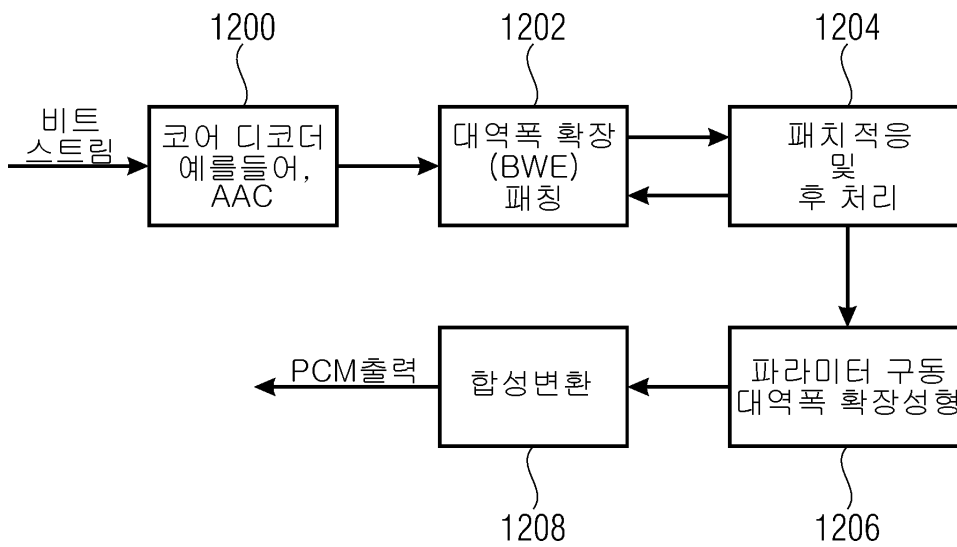 1200
1202
1204
비트
스트림
코어 디코더
예를들어,
AAC
대역폭 확장
(BWE)
패칭
패치적응
및
후 처리
PCM출력
합성변환
파라미터 구동
대역폭 확장성형
1208
1206